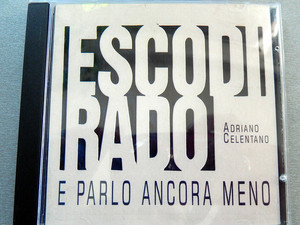 ESCO DI
RADO
ADRIANO
CELENTANO
E PARLO ANCORA MENO